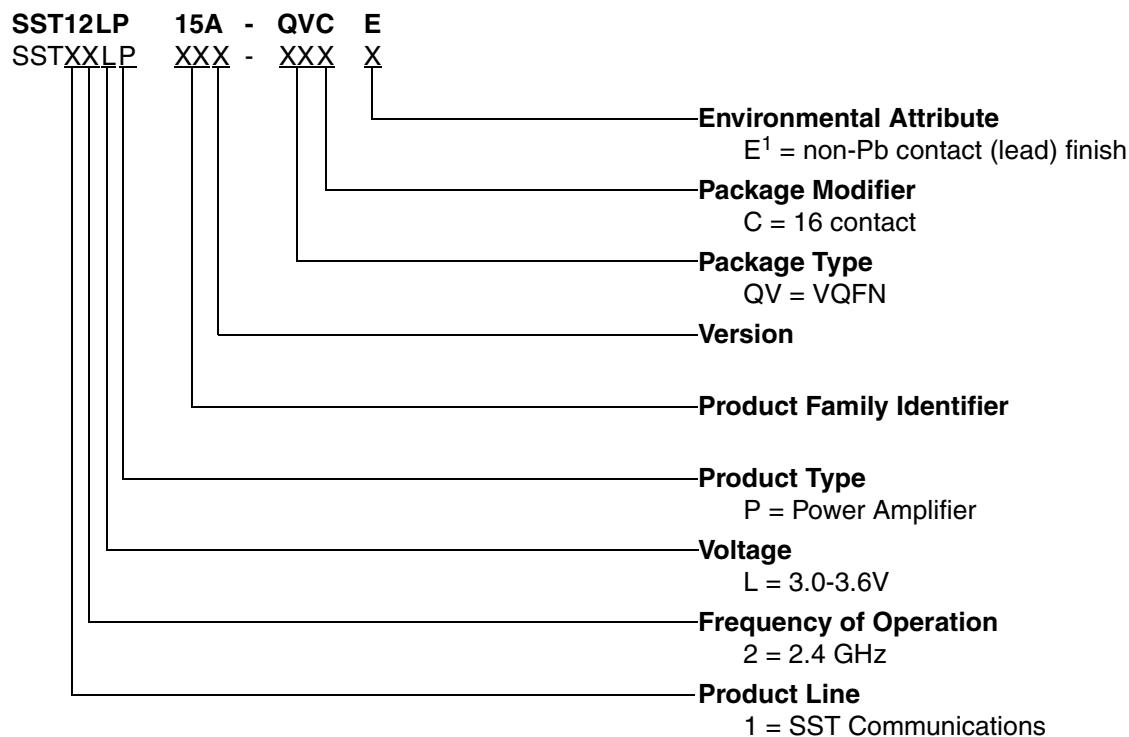 SST12LP 15A - QVC E
SSTXXLP XXX - XXX X
Environmental Attribute
E1 = non-Pb contact (lead) finish
Package Modifier
C = 16 contact
Package Type
QV = VQFN
Version
Product Family Identifier
Product Type
P = Power Amplifier
Voltage
L = 3.0-3.6V
Frequency of Operation
2 = 2.4 GHz
Product Line
1 = SST Communications